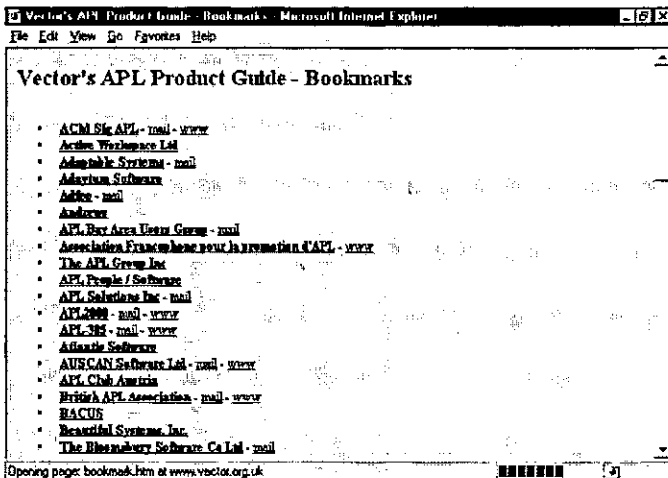 Vector's APL Product Guide - Bookmarks - Microsoft Internet Explorer
File Edit View Go Favorites Help
Vector's APL Product Guide - Bookmarks
ACM Sig APL - mail - www
Active Workspace Ltd
Adaptable Systems - mail
Adaytum Software
Adfee - mail
Andrews
APL Bay Area Users Group - mail
Association Francophone pour la promotion d'APL - www
The APL Group Inc
APL People / Software
APL Solutions Inc - mail
APL2000 - mail - www
APL-385 - mail - www
Atlantis Software
AUSCAN Software Ltd - mail - www
APL Club Austria
British APL Association - mail - www
BACUS
Beautiful Systems, Inc.
The Bloomsbury Software Co Ltd - mail
Opening page: bookmark.htm at www.vector.org.uk